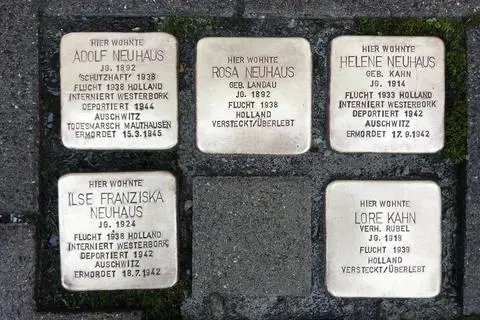 HIER WOHNTE
ADOLF NEUHAUS
JG. 1892
'SCHUTZHAFT' 1938
FLUCHT 1938 HOLLAND
INTERNIERT WESTERBORK
DEPORTIERT 1944
AUSCHWITZ
TODESMARSCH MAUTHAUSEN
ERMORDET 15.3.1945
HIER WOHNTE
ROSA NEUHAUS
GEB. LANDAU
JG. 1892
FLUCHT 1938
HOLLAND
VERSTECKT/ÜBERLEBT
HIER WOHNTE
HELENE NEUHAUS
GEB. KAHN
JG. 1914
FLUCHT 1933 HOLLAND
INTERNIERT WESTERBORK
DEPORTIERT 1942
AUSCHWITZ
ERMORDET 17.9.1942
HIER WOHNTE
ILSE FRANZISKA
NEUHAUS
JG. 1924
FLUCHT 1938 HOLLAND
INTERNIERT WESTERBORK
DEPORTIERT 1942
AUSCHWITZ
ERMORDET 18.7.1942
HIER WOHNTE
LORE KAHN
VERH. RUBEL
JG. 1918
FLUCHT 1939
HOLLAND
VERSTECKT/ÜBERLEBT